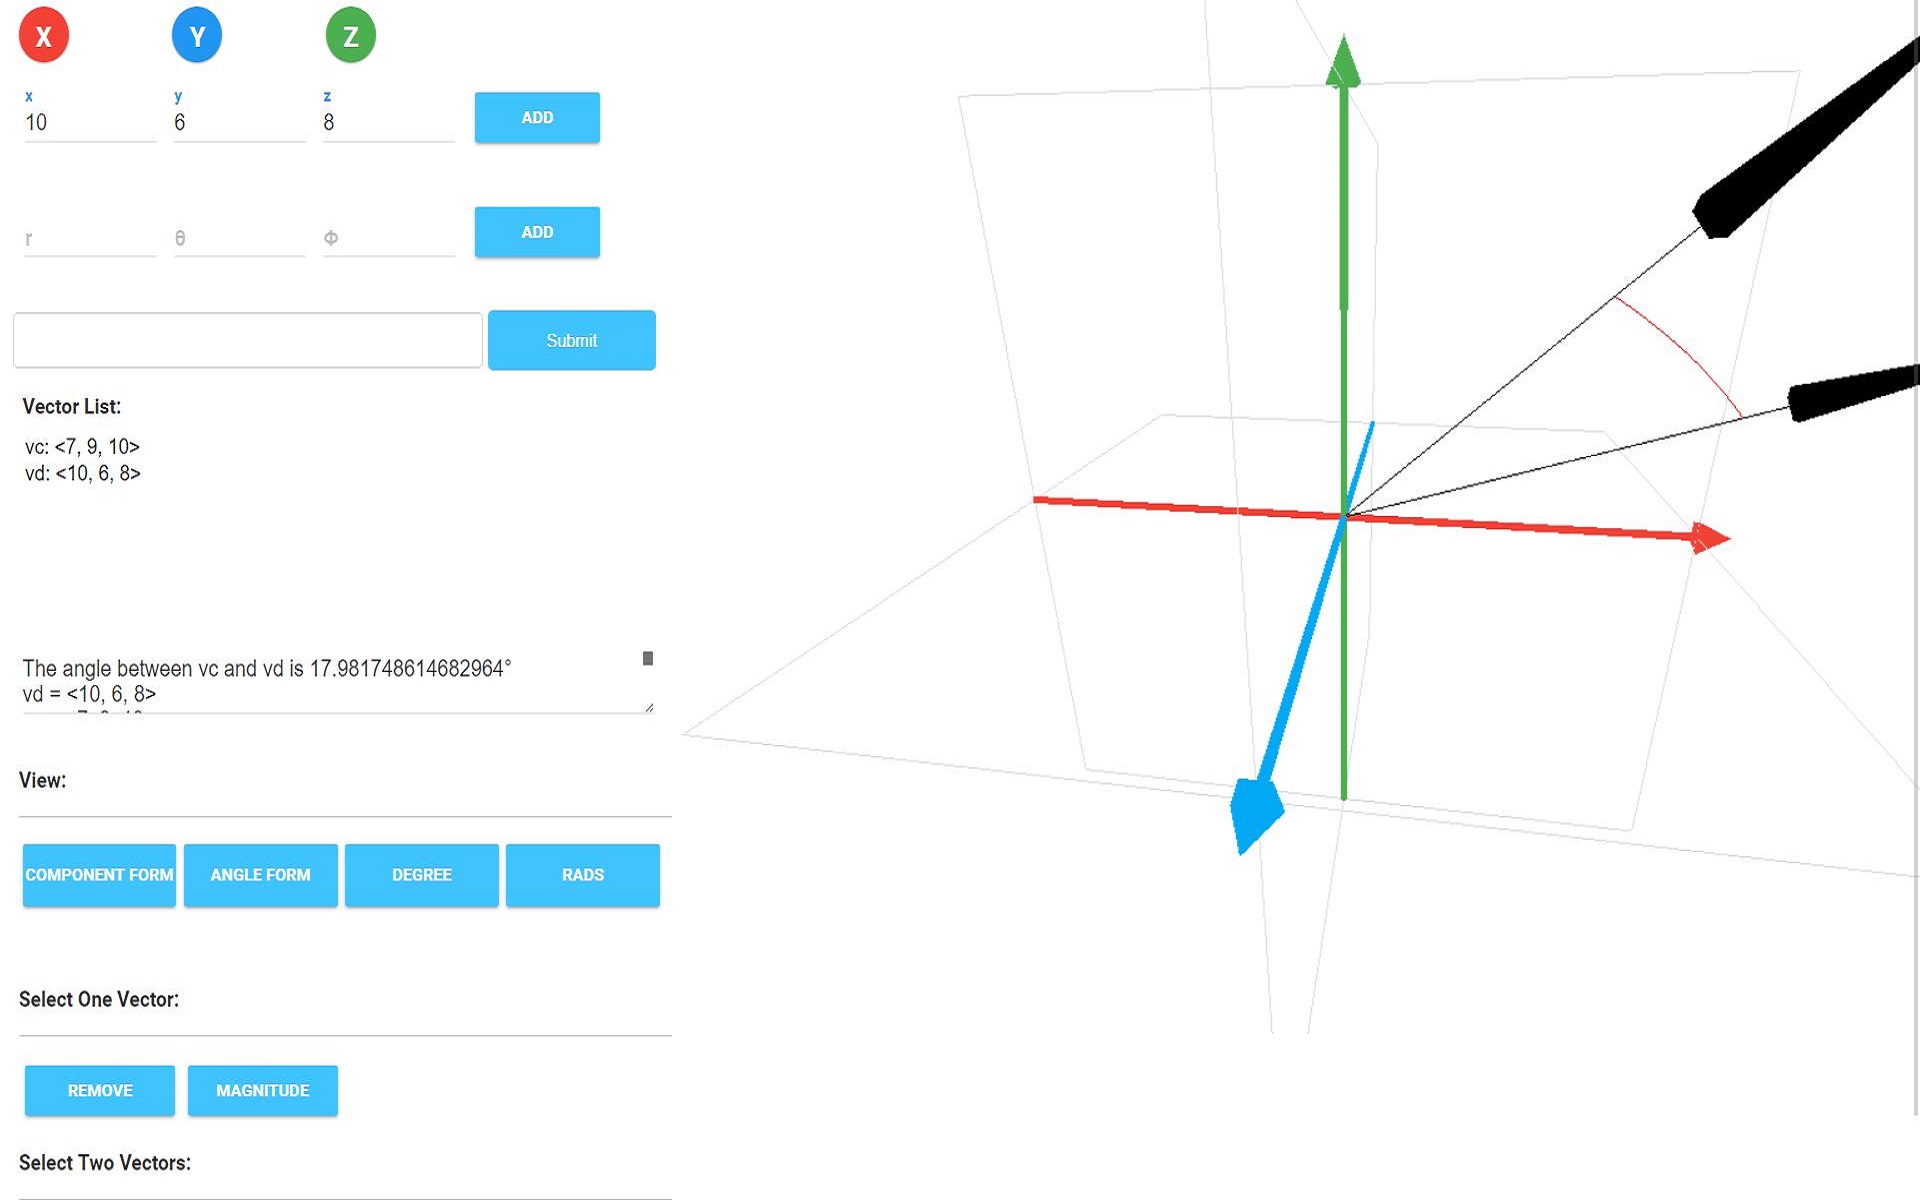 X Y Z
x y z
10 6 8 ADD
r θ Φ ADD
Submit
Vector List:
vc: <7, 9, 10>
vd: <10, 6, 8>
The angle between vc and vd is 17.981748614682964°
vd = <10, 6, 8>
View:
COMPONENT FORM ANGLE FORM DEGREE RADS
Select One Vector:
REMOVE MAGNITUDE
Select Two Vectors: